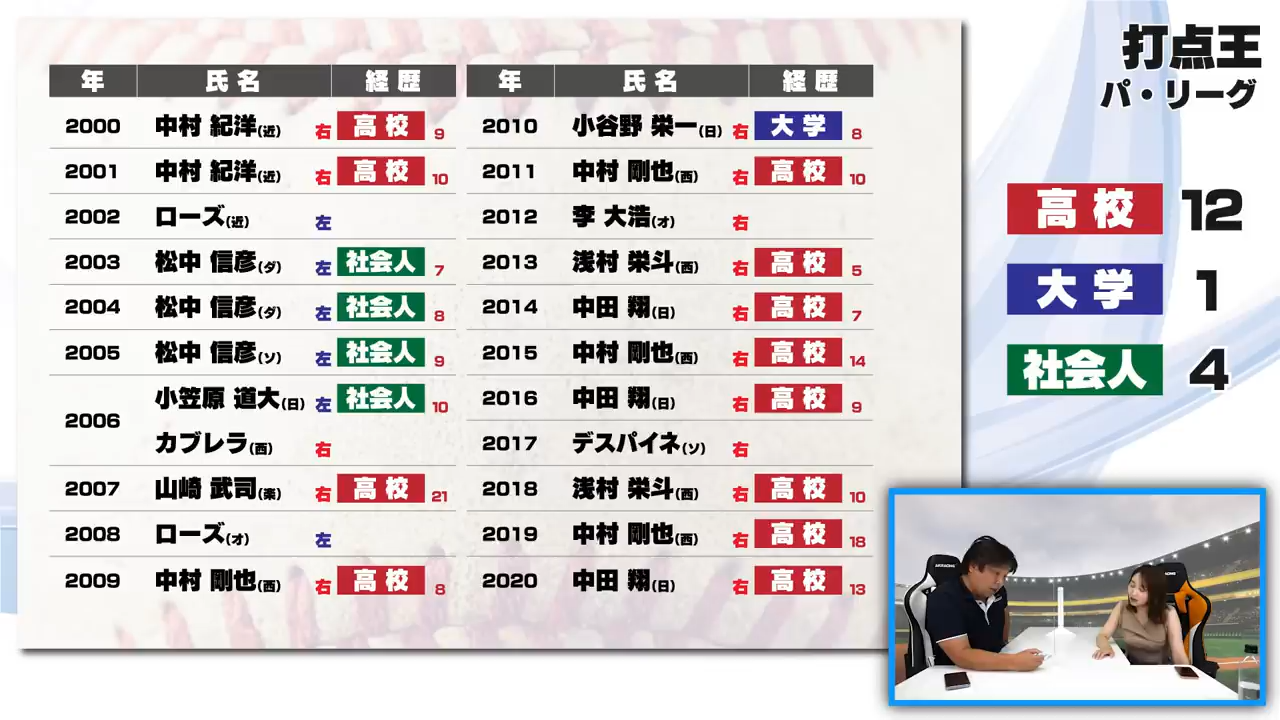 打点王
パ・リーグ
年 氏名 経歴
2000 中村 紀洋(近) 右 高校 9
2001 中村 紀洋(近) 右 高校 10
2002 ローズ(近) 左
2003 松中 信彦(ダ) 左 社会人 7
2004 松中 信彦(ダ) 左 社会人 8
2005 松中 信彦(ソ) 左 社会人 9
2006 小笠原 道大(日) 左 社会人 10
カブレラ(西) 右
2007 山﨑 武司(楽) 右 高校 21
2008 ローズ(オ) 左
2009 中村 剛也(西) 右 高校 8
年 氏名 経歴
2010 小谷野 栄一(日) 右 大学 8
2011 中村 剛也(西) 右 高校 10
2012 李 大浩(オ) 右
2013 浅村 栄斗(西) 右 高校 5
2014 中田 翔(日) 右 高校 7
2015 中村 剛也(西) 右 高校 14
2016 中田 翔(日) 右 高校 9
2017 デスパイネ(ソ) 右
2018 浅村 栄斗(西) 右 高校 10
2019 中村 剛也(西) 右 高校 18
2020 中田 翔(日) 右 高校 13
高校 12
大学 1
社会人 4